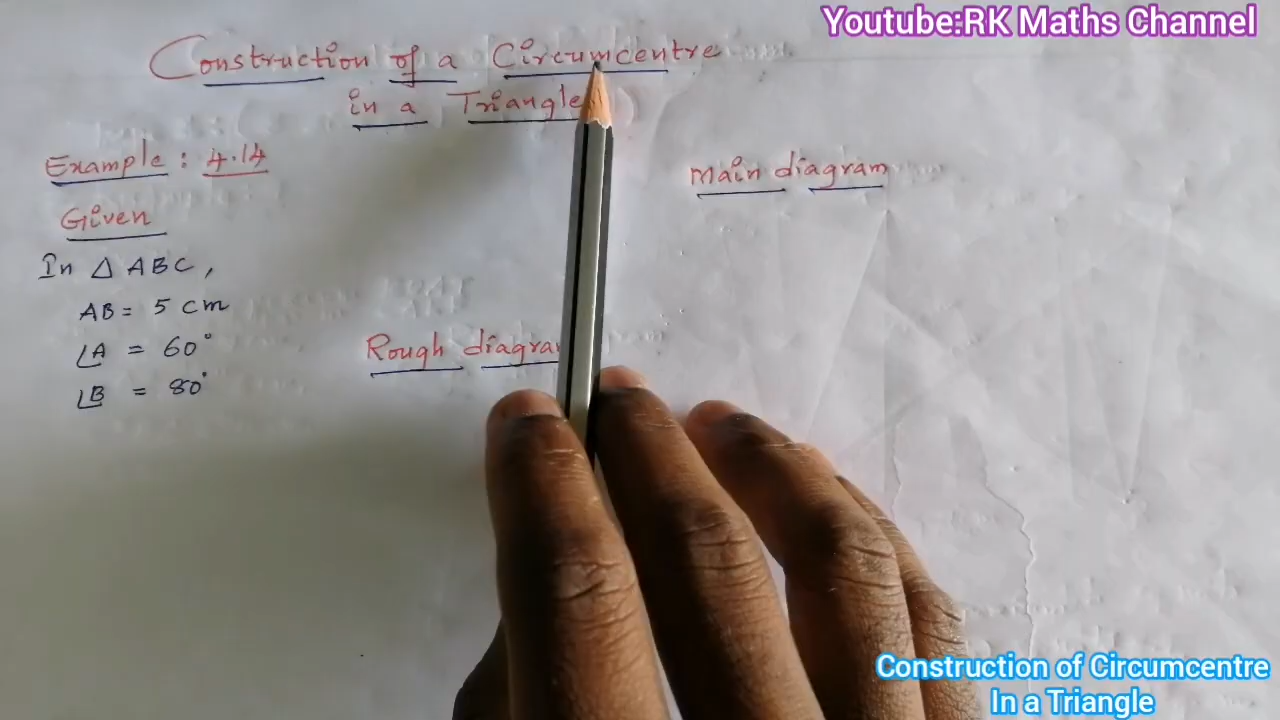 Youtube:RK Maths Channel
Construction of a Circumcentre
in a Triangle
Example : 4.14
Main diagram
Given
In △ ABC,
AB = 5 cm
∠A = 60°
∠B = 80°
Rough
Construction of Circumcentre
In a Triangle